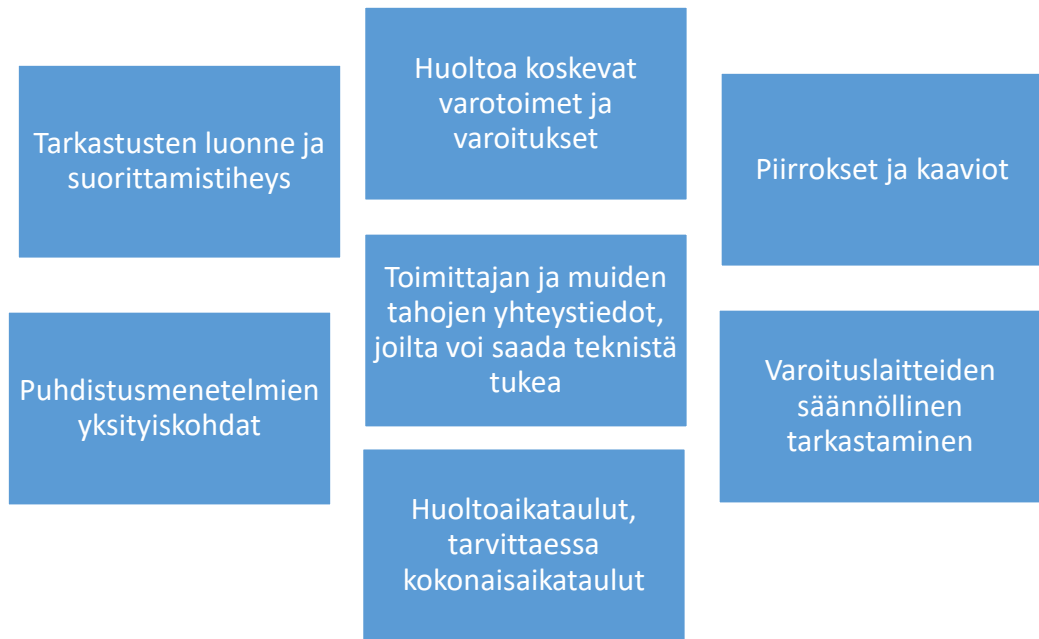 Tarkastusten luonne ja
suorittamistiheys
Huoltoa koskevat
varotoimet ja
varoitukset
Piirrokset ja kaaviot
Puhdistusmenetelmien
yksityiskohdat
Toimittajan ja muiden
tahojen yhteystiedot,
joilta voi saada teknistä
tukea
Varoituslaitteiden
säännöllinen
tarkastaminen
Huoltoaikataulut,
tarvittaessa
kokonaisaikataulut